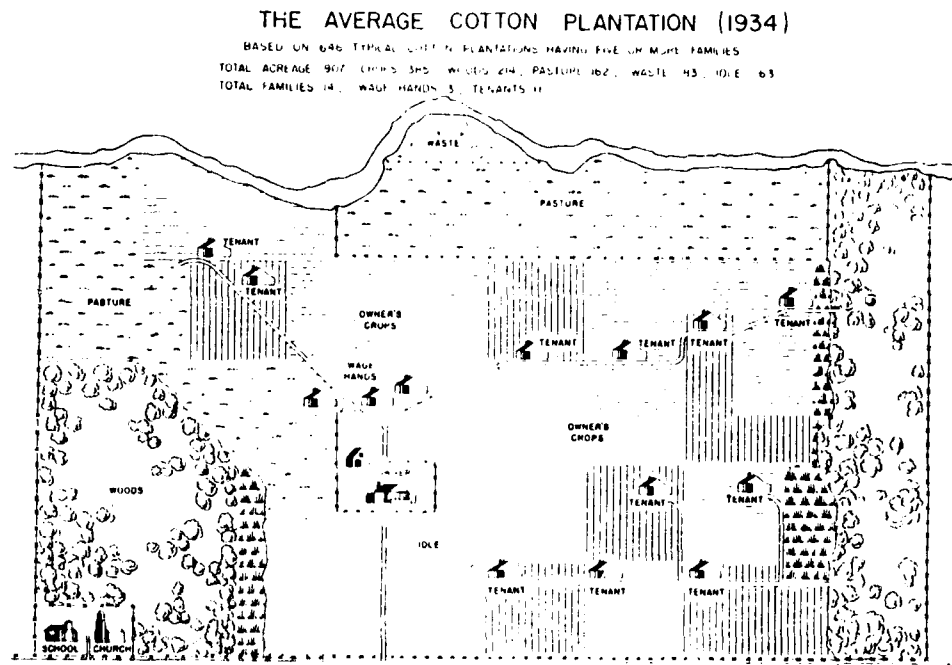 THE AVERAGE COTTON PLANTATION (1934)
BASED ON 646 TYPICAL COTTON PLANTATIONS HAVING FIVE OR MORE FAMILIES
TOTAL ACREAGE 907, CROPS 385, WOODS 214, PASTURE 162, WASTE 83, IDLE 63
TOTAL FAMILIES 14, WAGE HANDS 3, TENANTS 11
WASTE
PASTURE
TENANT
TENANT
PASTURE
TENANT
OWNER'S
CROPS
TENANT
TENANT
TENANT
WAGE
HANDS
OWNER'S
CROPS
WOODS
TENANT
TENANT
IDLE
TENANT
TENANT
TENANT
SCHOOL
CHURCH